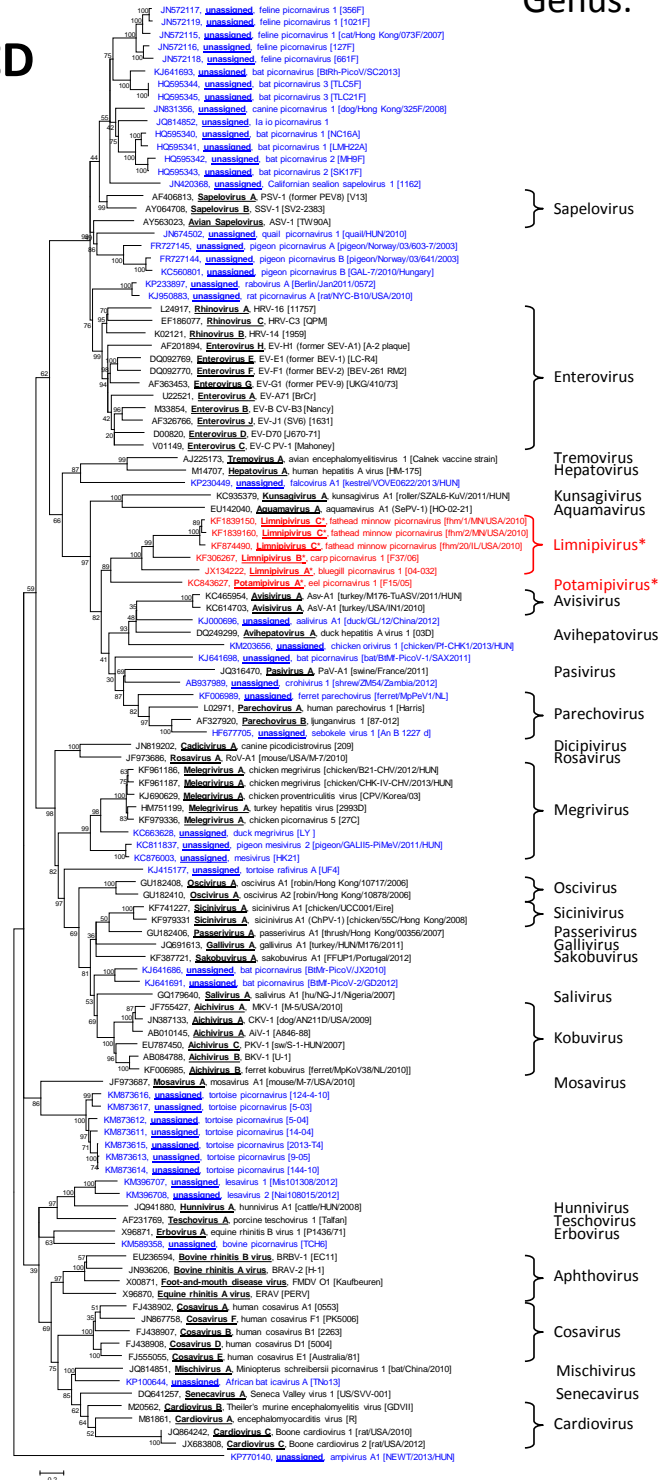 Genus:
CD
JN572117, unassigned, feline picornavirus 1 [356F]
JN572119, unassigned, feline picornavirus 1 [1021F]
JN572115, unassigned, feline picornavirus 1 [cat/Hong Kong/073F/2007]
JN572116, unassigned, feline picornavirus 1 [127F]
JN572118, unassigned, feline picornavirus 1 [661F]
KJ641693, unassigned, bat picornavirus [BtRh-PicoV/SC2013]
HQ595344, unassigned, bat picornavirus 3 [TLC5F]
HQ595345, unassigned, bat picornavirus 3 [TLC21F]
JN831356, unassigned, canine picornavirus 1 [dog/Hong Kong/325F/2008]
JQ814852, unassigned, Ia io picornavirus 1
HQ595340, unassigned, bat picornavirus 1 [NC16A]
HQ595341, unassigned, bat picornavirus 1 [LMH22A]
HQ595342, unassigned, bat picornavirus 2 [MH9F]
HQ595343, unassigned, bat picornavirus 2 [SK17F]
JN420368, unassigned, Californian sealion sapelovirus 1 [1162]
AF406813, Sapelovirus A, PSV-1 (former PEV8) [V13]
AY064708, Sapelovirus B, SSV-1 [SV2-2383]
AY563023, Avian Sapelovirus, ASV-1 [TW90A]
Sapelovirus
JN674502, unassigned, quail picornavirus 1 [quail/HUN/2010]
FR727145, unassigned, pigeon picornavirus A [pigeon/Norway/03/603-7/2003]
FR727144, unassigned, pigeon picornavirus B [pigeon/Norway/03/641/2003]
KC560801, unassigned, pigeon picornavirus B [GAL-7/2010/Hungary]
KP233897, unassigned, rabovirus A [Berlin/Jan2011/0572]
KJ950883, unassigned, rat picornavirus A [rat/NYC-B10/USA/2010]
L24917, Rhinovirus A, HRV-16 [11757]
EF186077, Rhinovirus C, HRV-C3 [QPM]
K02121, Rhinovirus B, HRV-14 [1959]
AF201894, Enterovirus H, EV-H1 (former SEV-A1) [A-2 plaque]
DQ092769, Enterovirus E, EV-E1 (former BEV-1) [LC-R4]
DQ092770, Enterovirus F, EV-F1 (former BEV-2) [BEV-261 RM2]
AF363453, Enterovirus G, EV-G1 (former PEV-9) [UKG/410/73]
U22521, Enterovirus A, EV-A71 [BrCr]
M33854, Enterovirus B, EV-B CV-B3 [Nancy]
AF326766, Enterovirus J, EV-J1 (SV6) [1631]
D00820, Enterovirus D, EV-D70 [J670-71]
V01149, Enterovirus C, EV-C PV-1 [Mahoney]
Enterovirus
AJ225173, Tremovirus A, avian encephalomyelitisvirus 1 [Calnek vaccine strain]
Tremovirus
M14707, Hepatovirus A, human hepatitis A virus [HM-175]
Hepatovirus
KP230449, unassigned, falcovirus A1 [kestrel/VOVE0622/2013/HUN]
KC935379, Kunsagivirus A, kunsagivirus A1 [roller/SZAL6-KuV/2011/HUN]
Kunsagivirus
EU142040, Aquamavirus A, aquamavirus A1 (SePV-1) [HO-02-21]
Aquamavirus
KF1839150, Limnipivirus C*, fathead minnow picornavirus [fhm/1/MN/USA/2010]
KF1839160, Limnipivirus C*, fathead minnow picornavirus [fhm/2/MN/USA/2010]
KF874490, Limnipivirus C*, fathead minnow picornavirus [fhm/20/IL/USA/2010]
KF306267, Limnipivirus B*, carp picornavirus 1 [F37/06]
JX134222, Limnipivirus A*, bluegill picornavirus 1 [04-032]
Limnipivirus*
KC843627, Potamipivirus A*, eel picornavirus 1 [F15/05]
Potamipivirus*
KC465954, Avisivirus A, Asv-A1 [turkey/M176-TuASV/2011/HUN]
KC614703, Avisivirus A, AsV-A1 [turkey/USA/IN1/2010]
Avisivirus
KJ000696, unassigned, aalivirus A1 [duck/GL/12/China/2012]
DQ249299, Avihepatovirus A, duck hepatitis A virus 1 [03D]
Avihepatovirus
KM203656, unassigned, chicken orivirus 1 [chicken/Pf-CHK1/2013/HUN]
KJ641698, unassigned, bat picornavirus [bat/BtMf-PicoV-1/SAX2011]
JQ316470, Pasivirus A, PaV-A1 [swine/France/2011]
Pasivirus
AB937989, unassigned, crohivirus 1 [shrew/ZM54/Zambia/2012]
KF006989, unassigned, ferret parechovirus [ferret/MpPeV1/NL]
L02971, Parechovirus A, human parechovirus 1 [Harris]
AF327920, Parechovirus B, ljunganvirus 1 [87-012]
HF677705, unassigned, sebokele virus 1 [An B 1227 d]
Parechovirus
JN819202, Cadicivirus A, canine picodicistrovirus [209]
Dicipivirus
JF973686, Rosavirus A, RoV-A1 [mouse/USA/M-7/2010]
Rosavirus
KF961186, Melegrivirus A, chicken megrivirus [chicken/B21-CHV/2012/HUN]
KF961187, Melegrivirus A, chicken megrivirus [chicken/CHK-IV-CHV/2013/HUN]
KJ690629, Melegrivirus A, chicken proventriculitis virus [CPV/Korea/03]
HM751199, Melegrivirus A, turkey hepatitis virus [2993D]
KF979336, Melegrivirus A, chicken picornavirus 5 [27C]
KC663628, unassigned, duck megrivirus [LY ]
KC811837, unassigned, pigeon mesivirus 2 [pigeon/GALII5-PiMeV/2011/HUN]
KC876003, unassigned, mesivirus [HK21]
Megrivirus
KJ415177, unassigned, tortoise rafivirus A [UF4]
GU182408, Oscivirus A, oscivirus A1 [robin/Hong Kong/10717/2006]
GU182410, Oscivirus A, oscivirus A2 [robin/Hong Kong/10878/2006]
Oscivirus
KF741227, Sicinivirus A, sicinivirus A1 [chicken/UCC001/Eire]
KF979331, Sicinivirus A, sicinivirus A1 (ChPV-1) [chicken/55C/Hong Kong/2008]
Sicinivirus
GU182406, Passerivirus A, passerivirus A1 [thrush/Hong Kong/00356/2007]
Passerivirus
JQ691613, Gallivirus A, gallivirus A1 [turkey/HUN/M176/2011]
Gallivirus
KF387721, Sakobuvirus A, sakobuvirus A1 [FFUP1/Portugal/2012]
Sakobuvirus
KJ641686, unassigned, bat picornavirus [BtMr-PicoV/JX2010]
KJ641691, unassigned, bat picornavirus [BtMf-PicoV-2/GD2012]
GQ179640, Salivirus A, salivirus A1 [hu/NG-J1/Nigeria/2007]
Salivirus
JF755427, Aichivirus A, MKV-1 [M-5/USA/2010]
JN387133, Aichivirus A, CKV-1 [dog/AN211D/USA/2009]
AB010145, Aichivirus A, AiV-1 [A846-88]
EU787450, Aichivirus C, PKV-1 [sw/S-1-HUN/2007]
AB084788, Aichivirus B, BKV-1 [U-1]
KF006985, Aichivirus B, ferret kobuvirus [ferret/MpKoV38/NL/2010]]
Kobuvirus
JF973687, Mosavirus A, mosavirus A1 [mouse/M-7/USA/2010]
Mosavirus
KM873616, unassigned, tortoise picornavirus [124-4-10]
KM873617, unassigned, tortoise picornavirus [5-03]
KM873612, unassigned, tortoise picornavirus [5-04]
KM873611, unassigned, tortoise picornavirus [14-04]
KM873615, unassigned, tortoise picornavirus [2013-T4]
KM873613, unassigned, tortoise picornavirus [9-05]
KM873614, unassigned, tortoise picornavirus [144-10]
KM396707, unassigned, lesavirus 1 [Mis101308/2012]
KM396708, unassigned, lesavirus 2 [Nai108015/2012]
JQ941880, Hunnivirus A, hunnivirus A1 [cattle/HUN/2008]
Hunnivirus
AF231769, Teschovirus A, porcine teschovirus 1 [Talfan]
Teschovirus
X96871, Erbovirus A, equine rhinitis B virus 1 [P1436/71]
Erbovirus
KM589358, unassigned, bovine picornavirus [TCH6]
EU236594, Bovine rhinitis B virus, BRBV-1 [EC11]
JN936206, Bovine rhinitis A virus, BRAV-2 [H-1]
X00871, Foot-and-mouth disease virus, FMDV O1 [Kaufbeuren]
X96870, Equine rhinitis A virus, ERAV [PERV]
Aphthovirus
FJ438902, Cosavirus A, human cosavirus A1 [0553]
JN867758, Cosavirus F, human cosavirus F1 [PK5006]
FJ438907, Cosavirus B, human cosavirus B1 [2263]
FJ438908, Cosavirus D, human cosavirus D1 [5004]
FJ555055, Cosavirus E, human cosavirus E1 [Australia/81]
Cosavirus
JQ814851, Mischivirus A, Miniopterus schreibersii picornavirus 1 [bat/China/2010]
Mischivirus
KP100644, unassigned, African bat icavirus A [TNo13]
DQ641257, Senecavirus A, Seneca Valley virus 1 [US/SVV-001]
Senecavirus
M20562, Cardiovirus B, Theiler's murine encephalomyelitis virus [GDVII]
M81861, Cardiovirus A, encephalomyocarditis virus [R]
JQ864242, Cardiovirus C, Boone cardiovirus 1 [rat/USA/2010]
JX683808, Cardiovirus C, Boone cardiovirus 2 [rat/USA/2012]
Cardiovirus
KP770140, unassigned, ampivirus A1 [NEWT/2013/HUN]
0.2